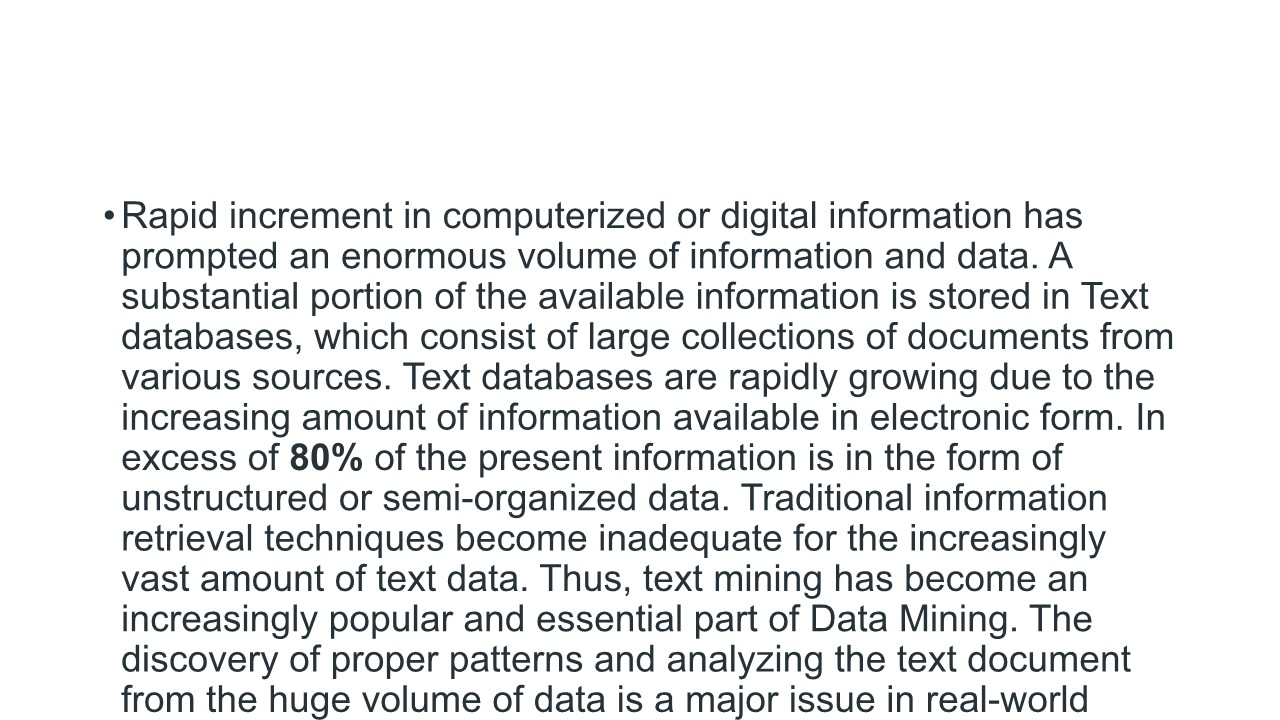 • Rapid increment in computerized or digital information has
prompted an enormous volume of information and data. A
substantial portion of the available information is stored in Text
databases, which consist of large collections of documents from
various sources. Text databases are rapidly growing due to the
increasing amount of information available in electronic form. In
excess of 80% of the present information is in the form of
unstructured or semi-organized data. Traditional information
retrieval techniques become inadequate for the increasingly
vast amount of text data. Thus, text mining has become an
increasingly popular and essential part of Data Mining. The
discovery of proper patterns and analyzing the text document
from the huge volume of data is a major issue in real-world